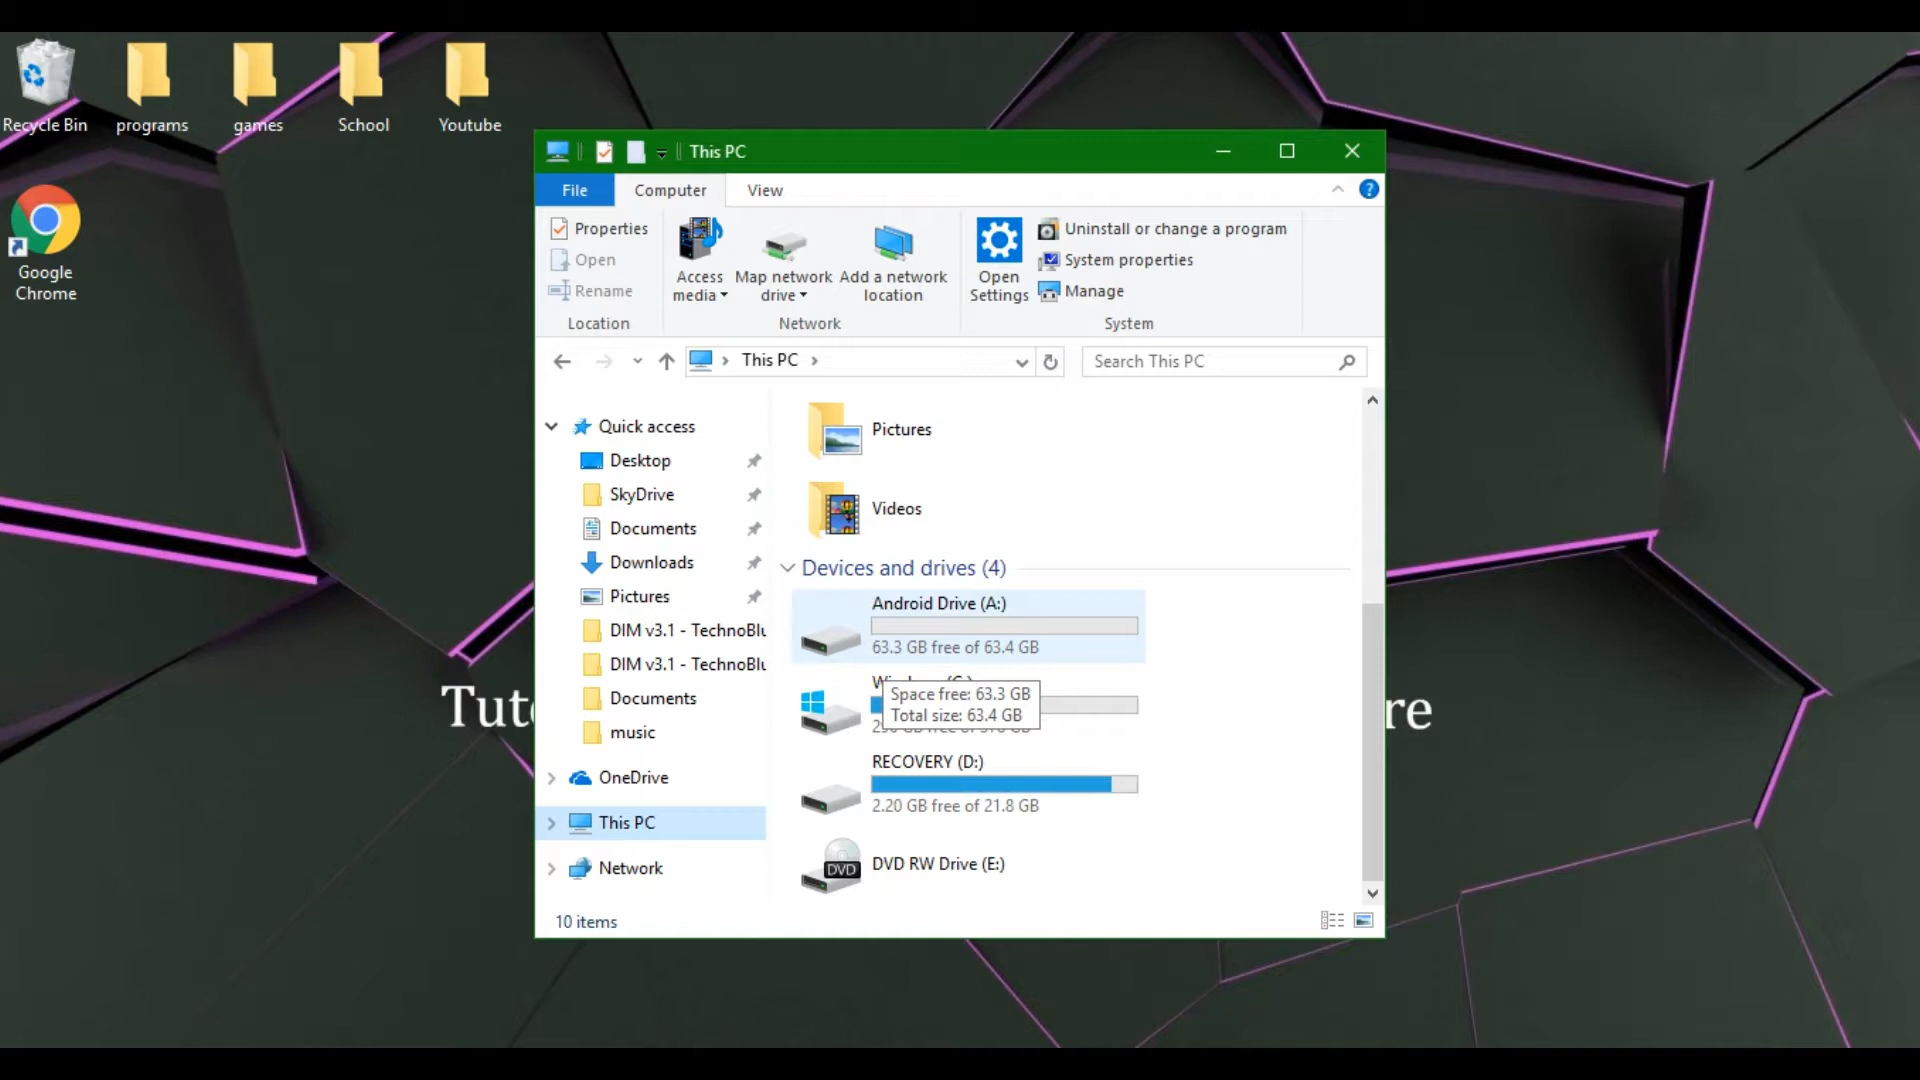 Recycle Bin
programs
games
School
Youtube
Google
Chrome
This PC
File
Computer
View
Properties
Open
Rename
Location
Access
media
Map network
drive
Add a network
location
Network
Open
Settings
Uninstall or change a program
System properties
Manage
System
This PC
Search This PC
Quick access
Desktop
SkyDrive
Documents
Downloads
Pictures
DIM v3.1 - TechnoBlu
DIM v3.1 - TechnoBlu
Documents
music
OneDrive
This PC
Network
Pictures
Videos
Devices and drives (4)
Android Drive (A:)
63.3 GB free of 63.4 GB
Space free: 63.3 GB
Total size: 63.4 GB
RECOVERY (D:)
2.20 GB free of 21.8 GB
DVD
DVD RW Drive (E:)
10 items
Tut
re